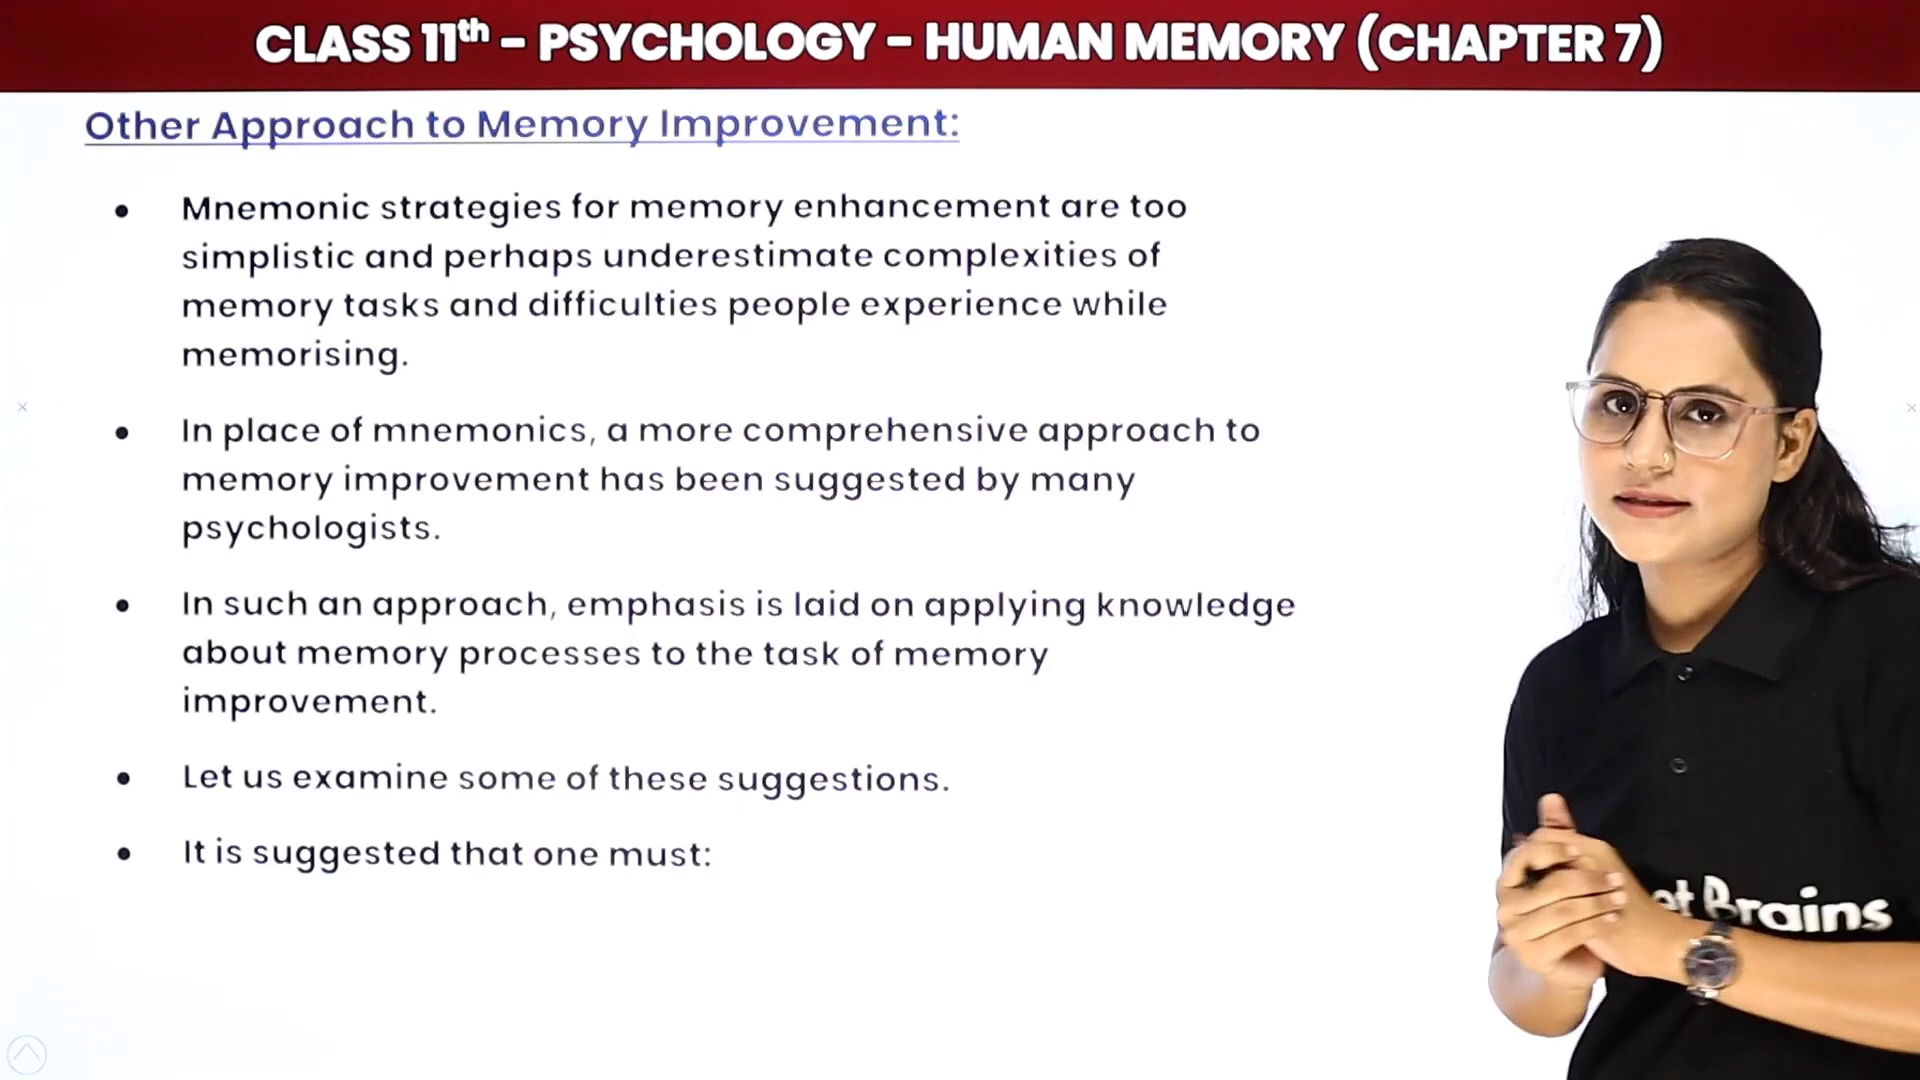 CLASS 11th - PSYCHOLOGY - HUMAN MEMORY (CHAPTER 7)
Other Approach to Memory Improvement:
• Mnemonic strategies for memory enhancement are too
simplistic and perhaps underestimate complexities of
memory tasks and difficulties people experience while
memorising.
• In place of mnemonics, a more comprehensive approach to
memory improvement has been suggested by many
psychologists.
• In such an approach, emphasis is laid on applying knowledge
about memory processes to the task of memory
improvement.
• Let us examine some of these suggestions.
• It is suggested that one must:
Brains